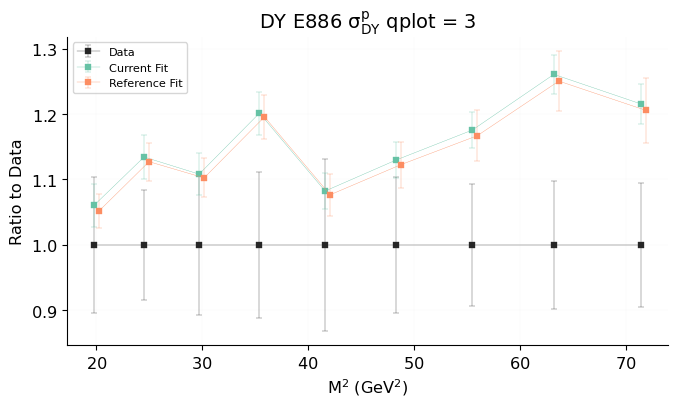 DY E886 σ^p_DY qplot = 3
Data
Current Fit
Reference Fit
Ratio to Data
1.3
1.2
1.1
1.0
0.9
20 30 40 50 60 70
M² (GeV²)